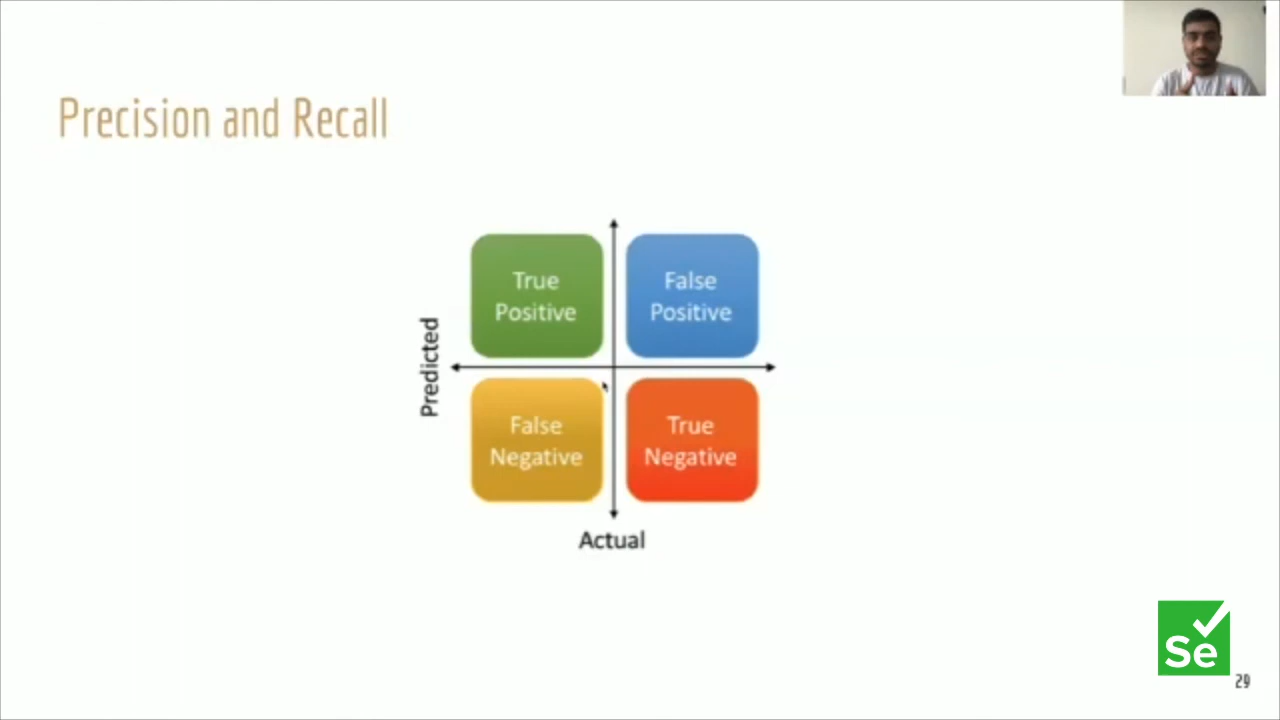 Precision and Recall
True
Positive
False
Positive
Predicted
False
Negative
True
Negative
Actual
Se
29